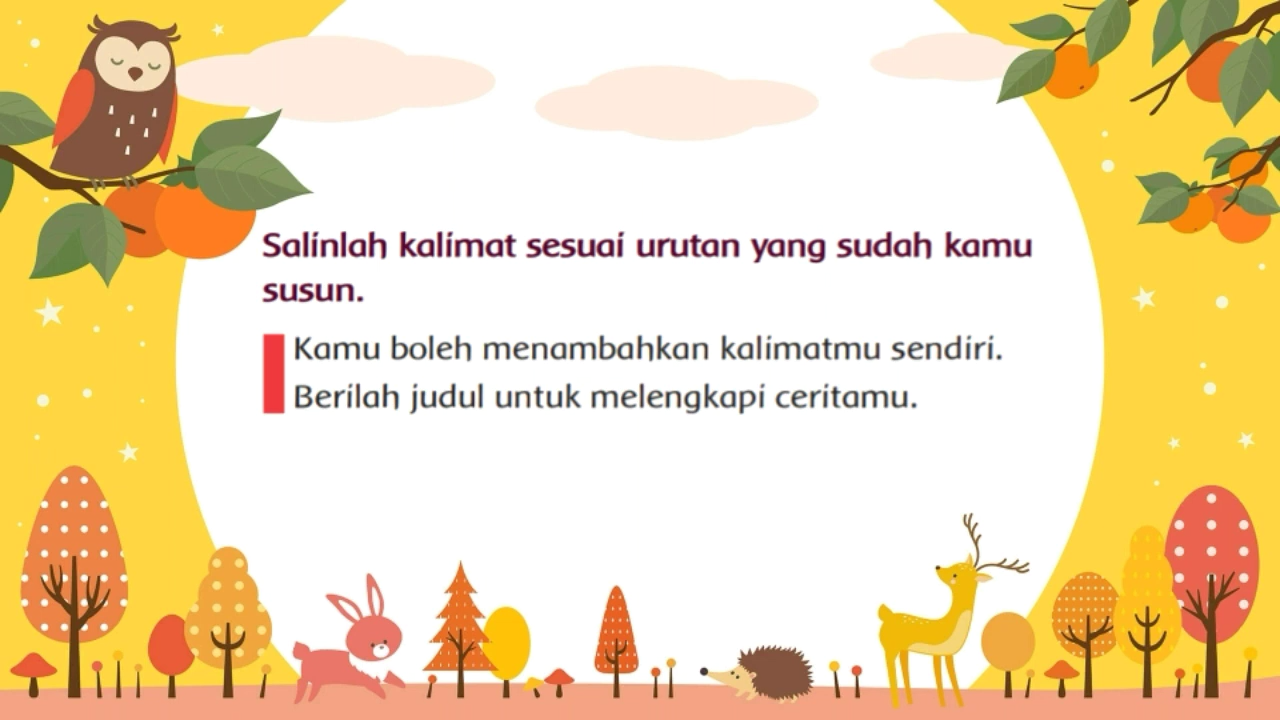 Salinlah kalimat sesuai urutan yang sudah kamu
susun.
Kamu boleh menambahkan kalimatmu sendiri.
Berilah judul untuk melengkapi ceritamu.